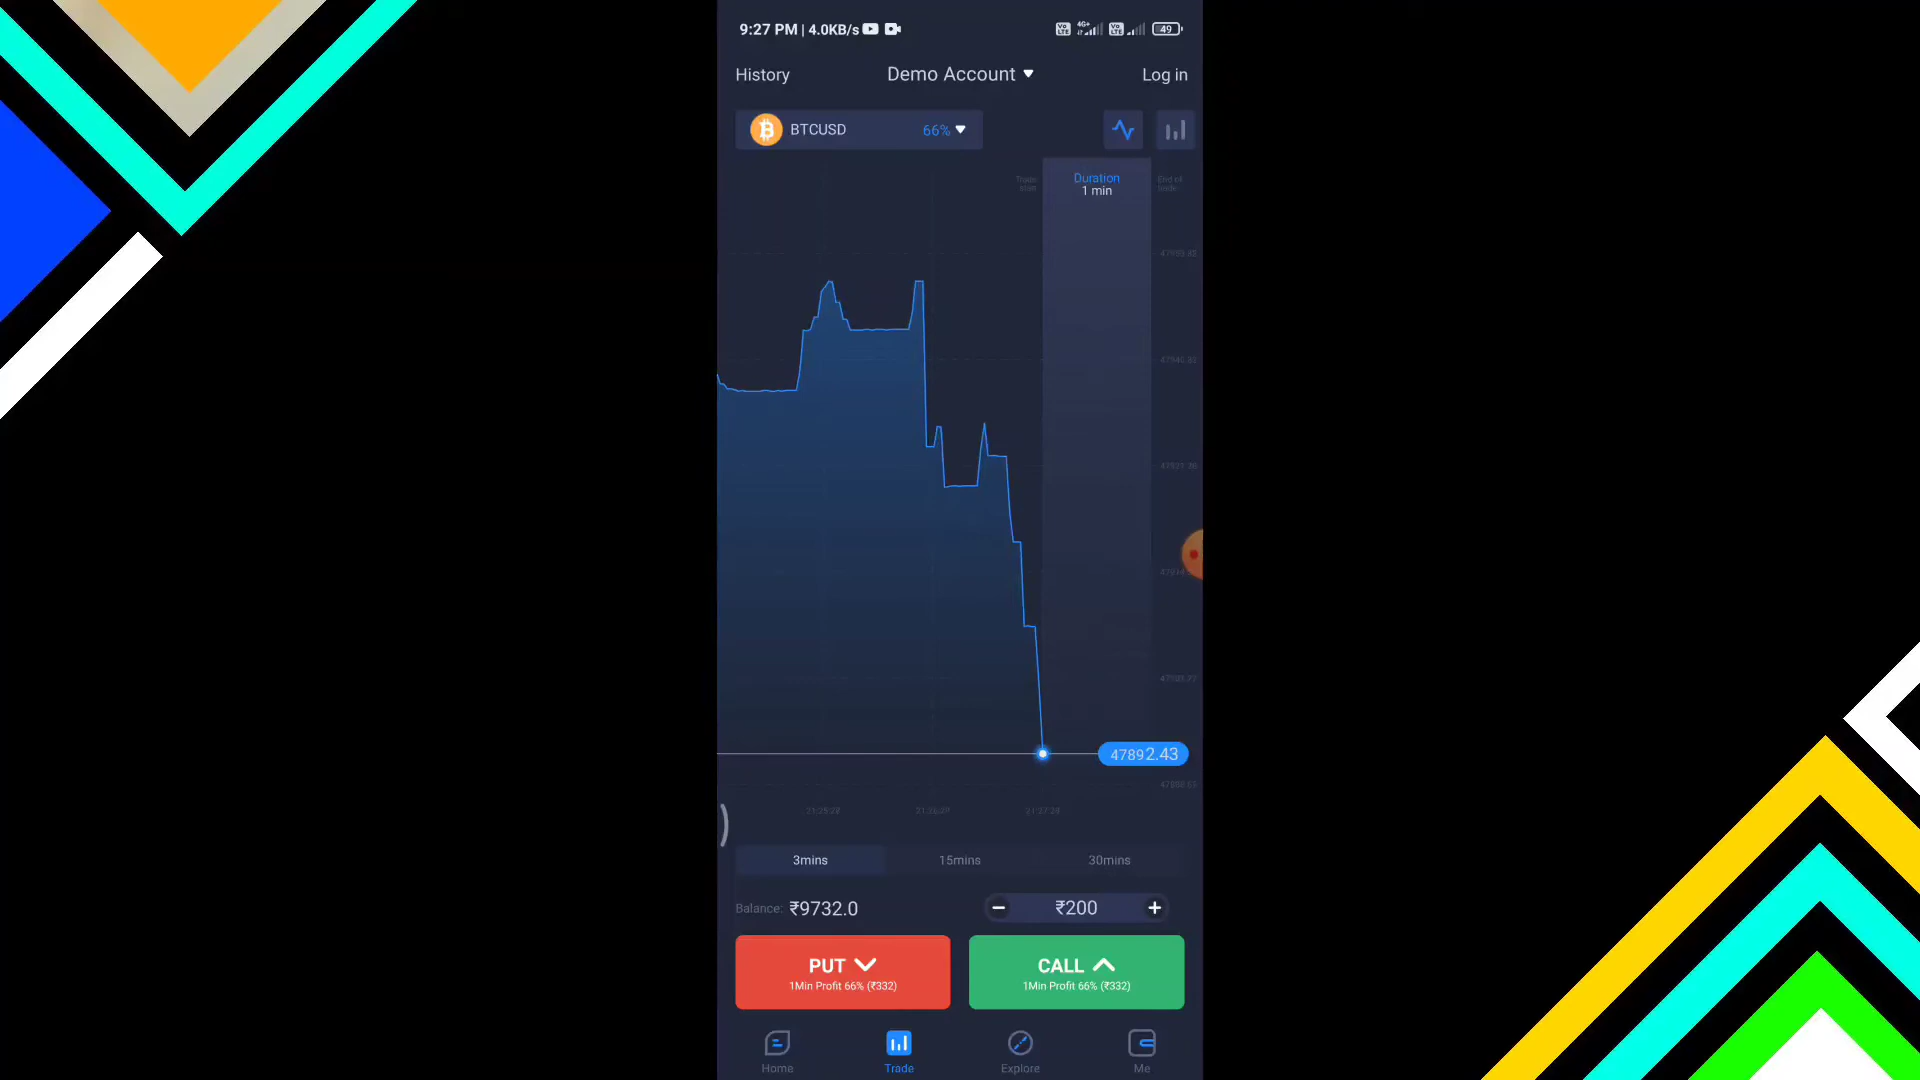 9:27 PM | 4.0KB/s
4G+
49
History
Demo Account
Log in
BTCUSD
66%
Duration
1 min
47892.43
3mins
15mins
30mins
Balance: ₹9732.0
₹200
PUT
1Min Profit 66% (₹332)
CALL
1Min Profit 66% (₹332)
Home
Trade
Explore
Me